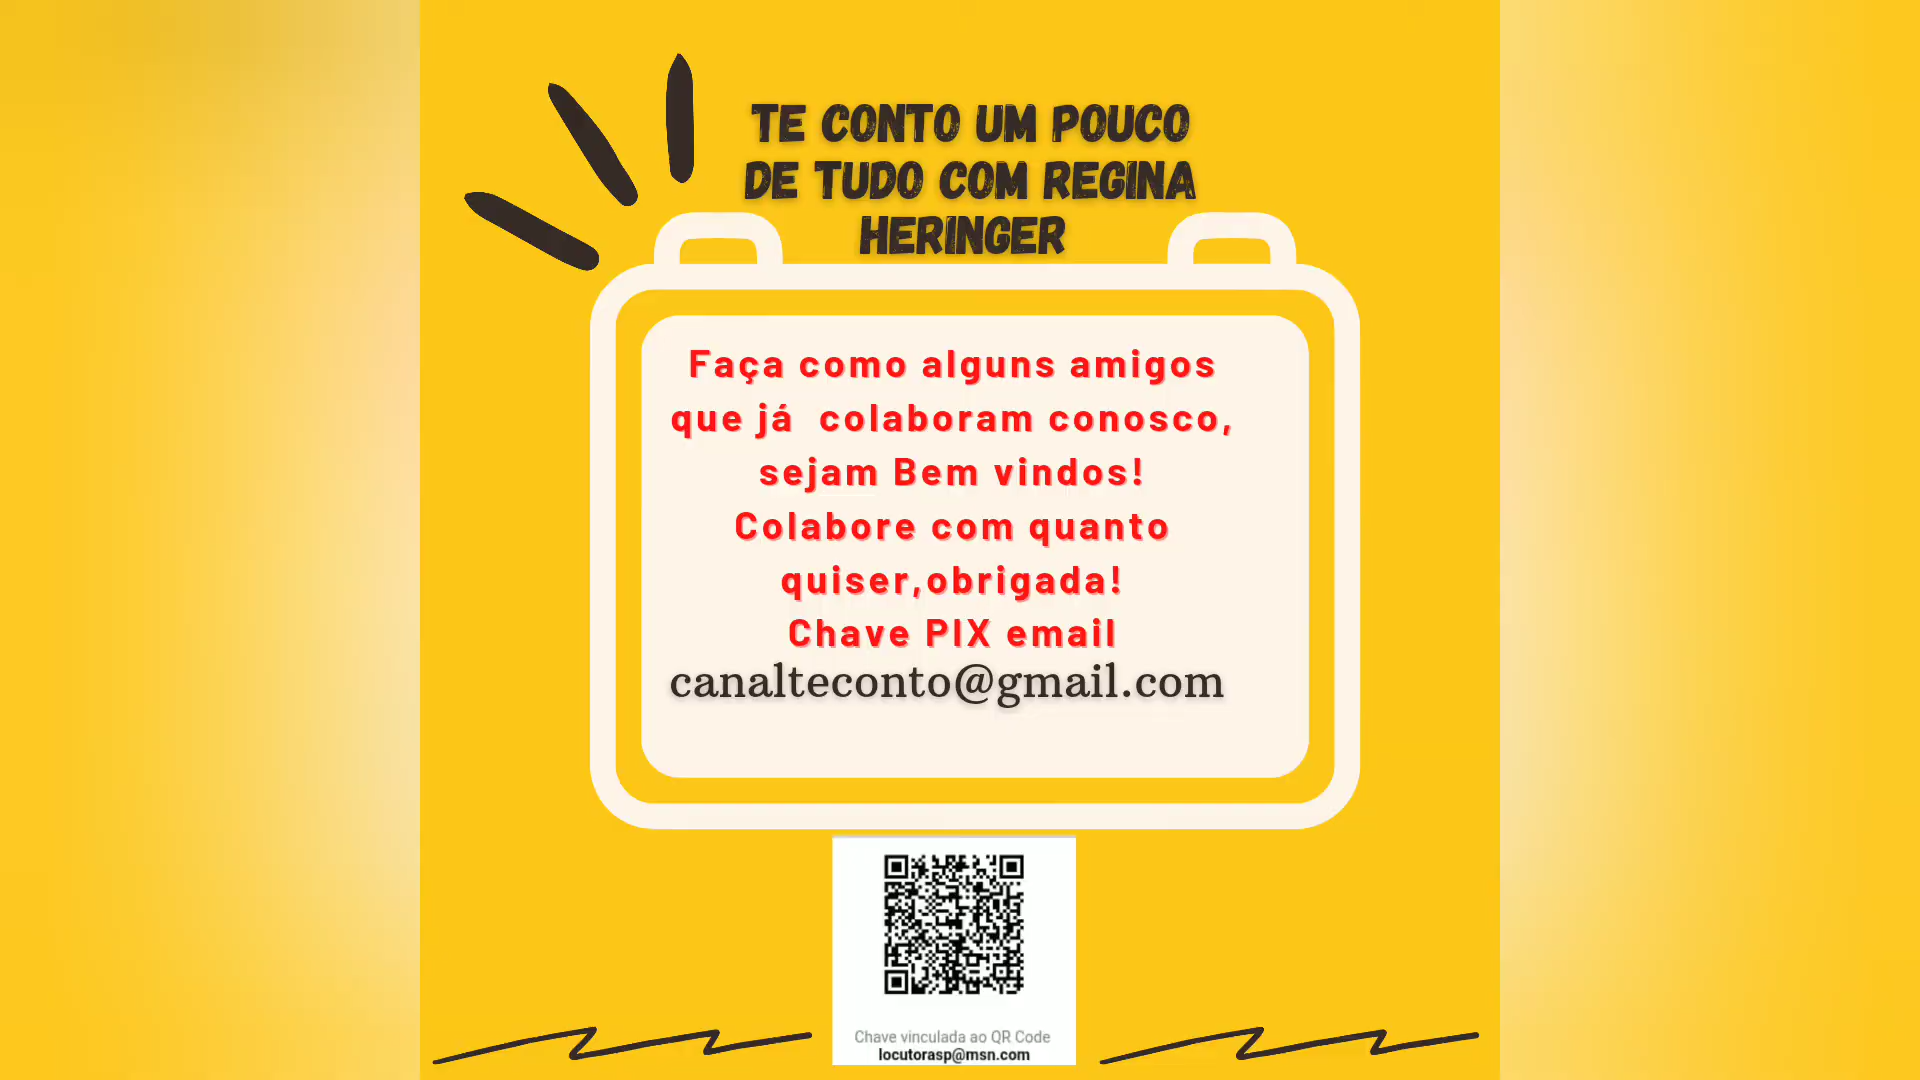 TE CONTO UM POUCO
DE TUDO COM REGINA
HERINGER
Faça como alguns amigos
que já colaboram conosco,
sejam Bem vindos!
Colabore com quanto
quiser,obrigada!
Chave PIX email
canalteconto@gmail.com
Chave vinculada ao QR Code
locutorasp@msn.com